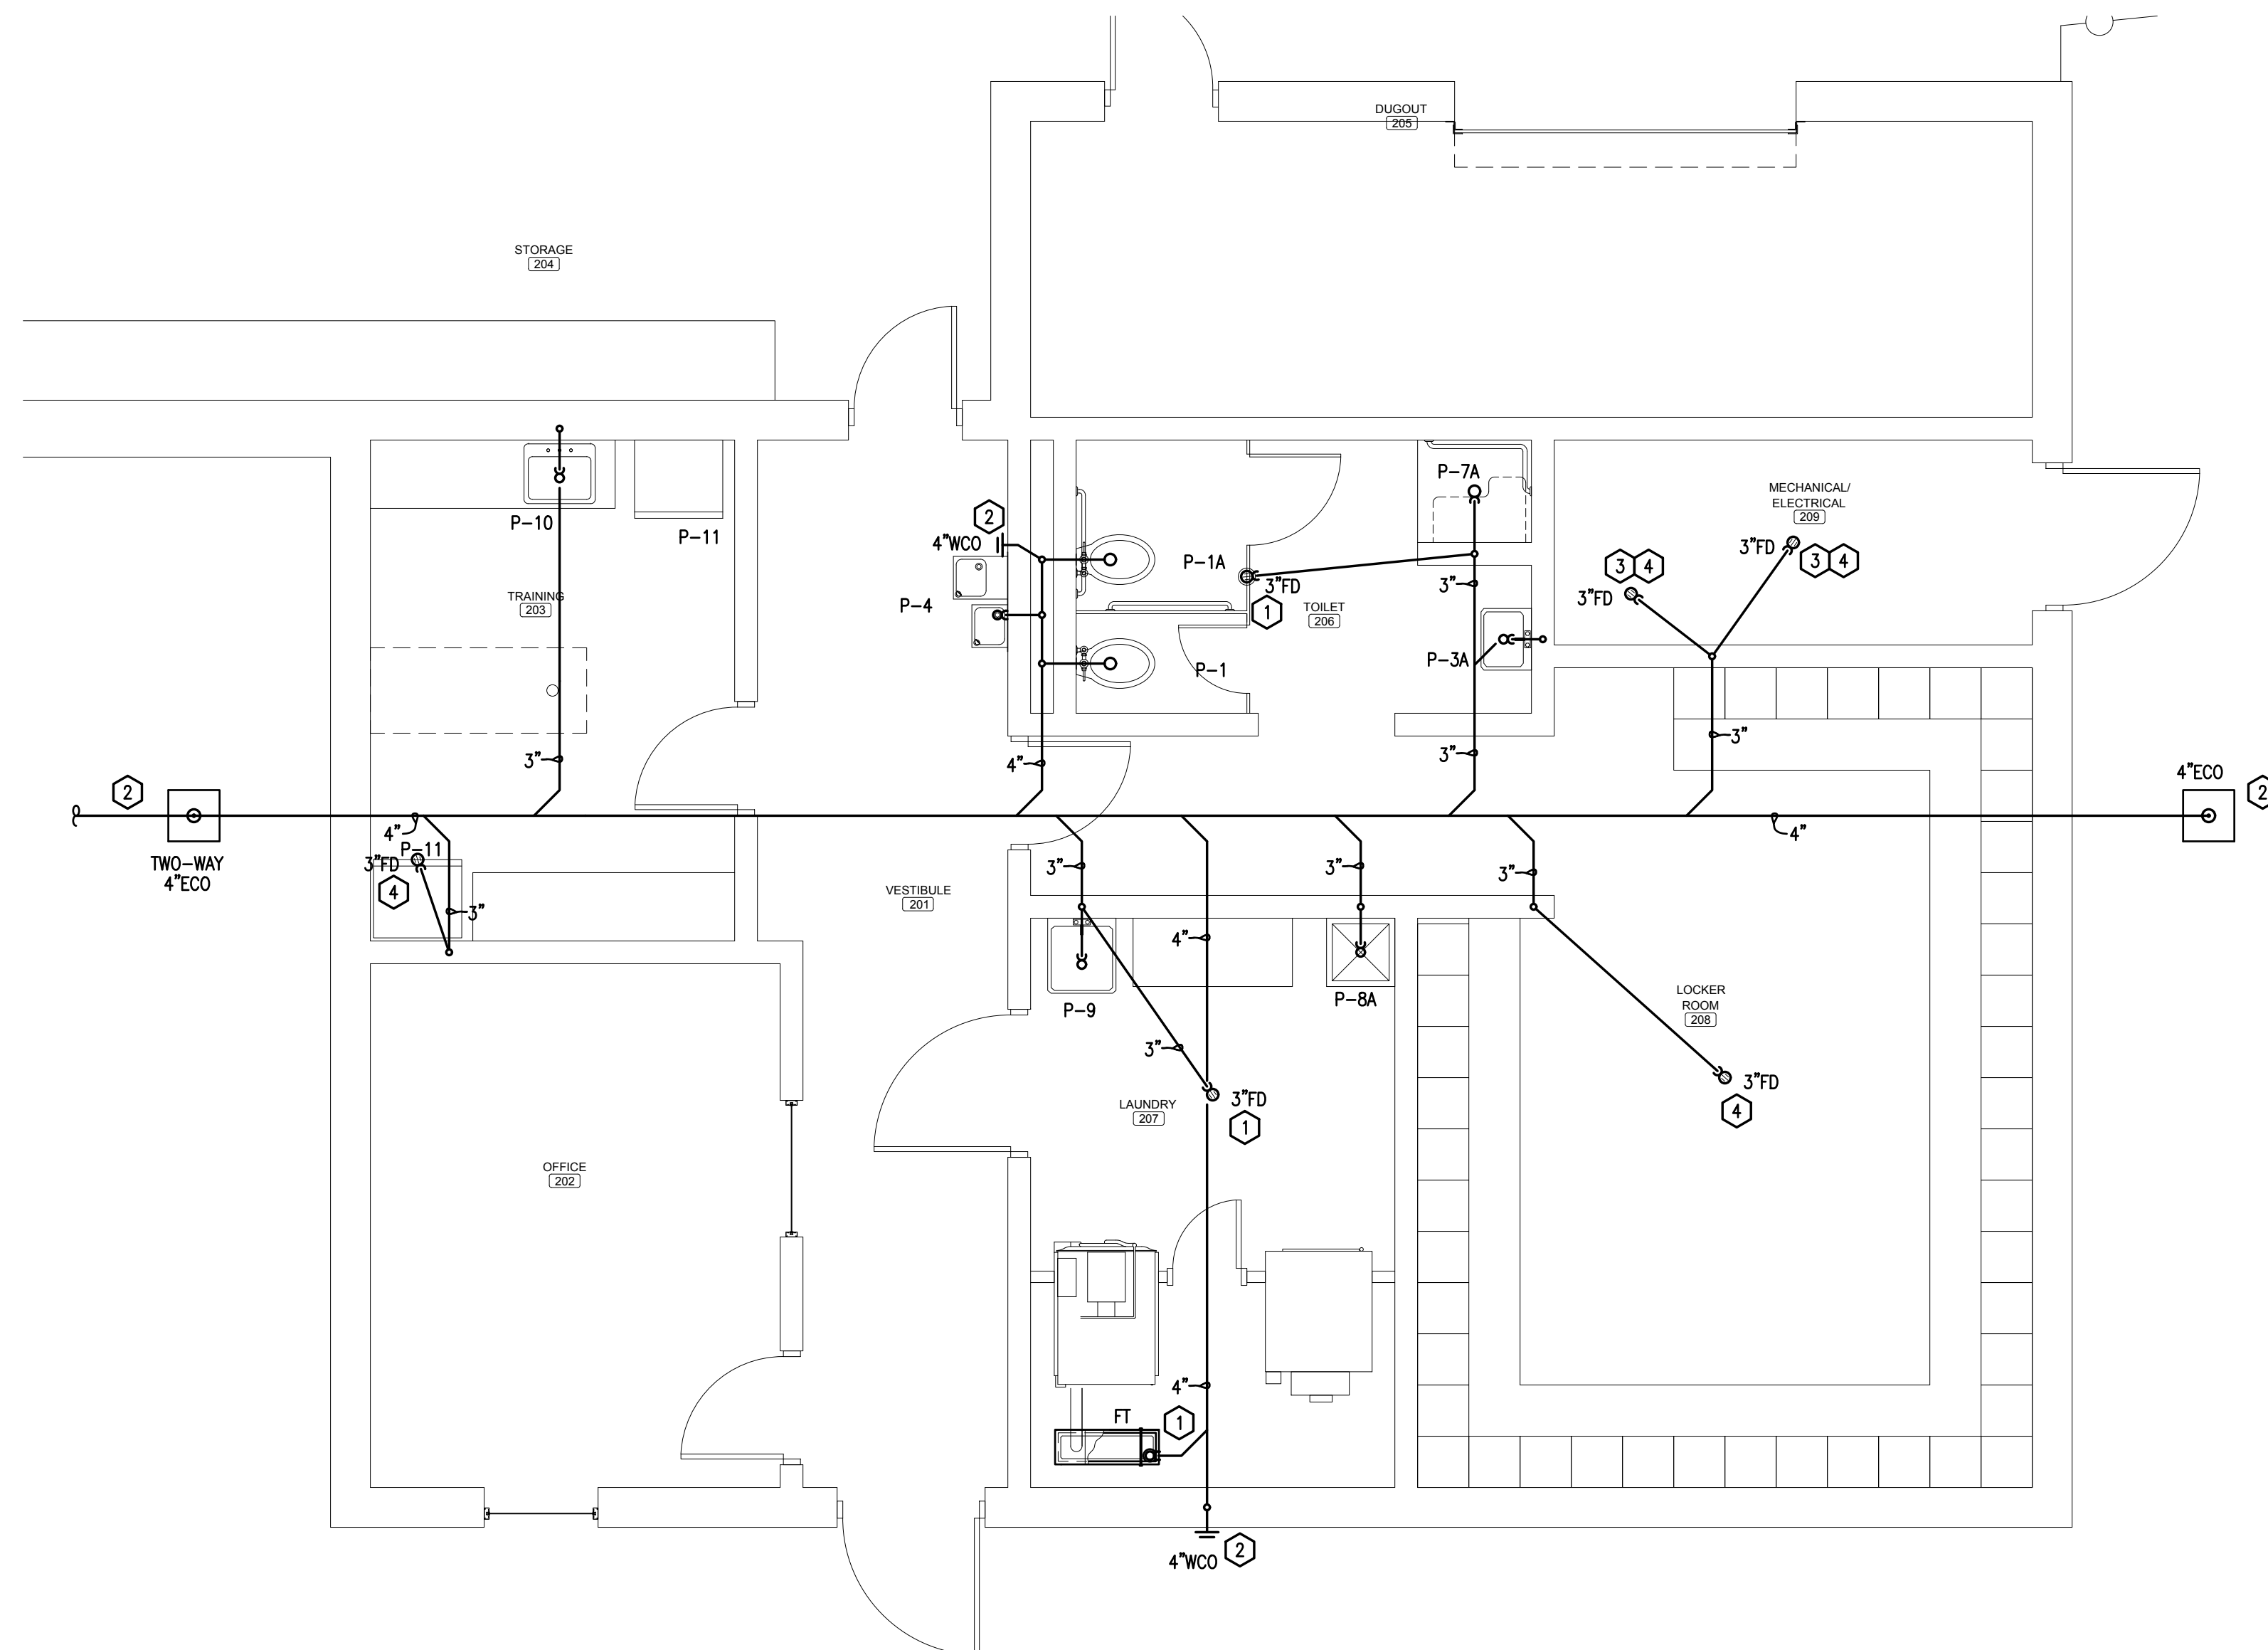 DUGOUT
205
STORAGE
204
P-7A
MECHANICAL/
ELECTRICAL
209
P-10
P-11
2
4"WCO
3"FD
3 4
3 4
P-1A
3"FD
1
3"
3"FD
TRAINING
203
P-4
TOILET
206
P-3A
P-1
3"
3"
4"
3"
2
4"ECO
2
4"
4"
TWO-WAY
4"ECO
P-11
3"FD
4
3"
3"
3"
3"
VESTIBULE
201
4"
P-9
P-8A
LOCKER
ROOM
208
3"
3"FD
4
LAUNDRY
207
3"FD
1
OFFICE
202
4"
FT
1
4"WCO
2